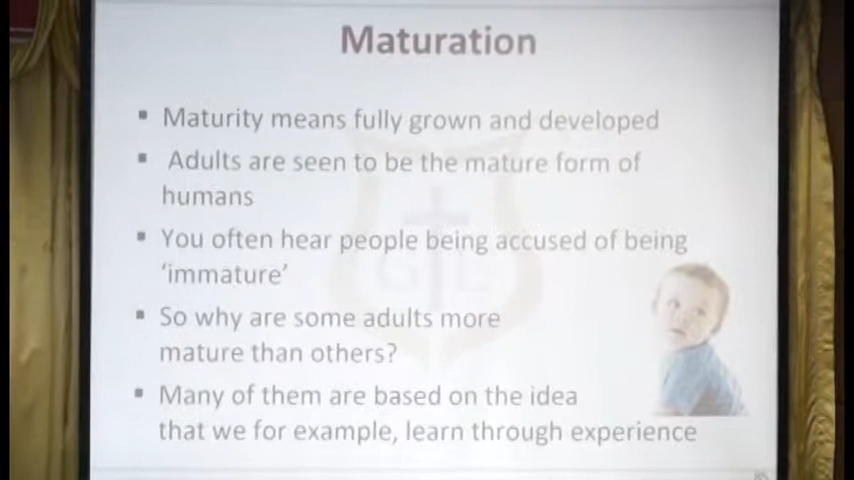 Maturation
▪ Maturity means fully grown and developed
▪ Adults are seen to be the mature form of
humans
▪ You often hear people being accused of being
‘immature’
▪ So why are some adults more
mature than others?
▪ Many of them are based on the idea
that we for example, learn through experience